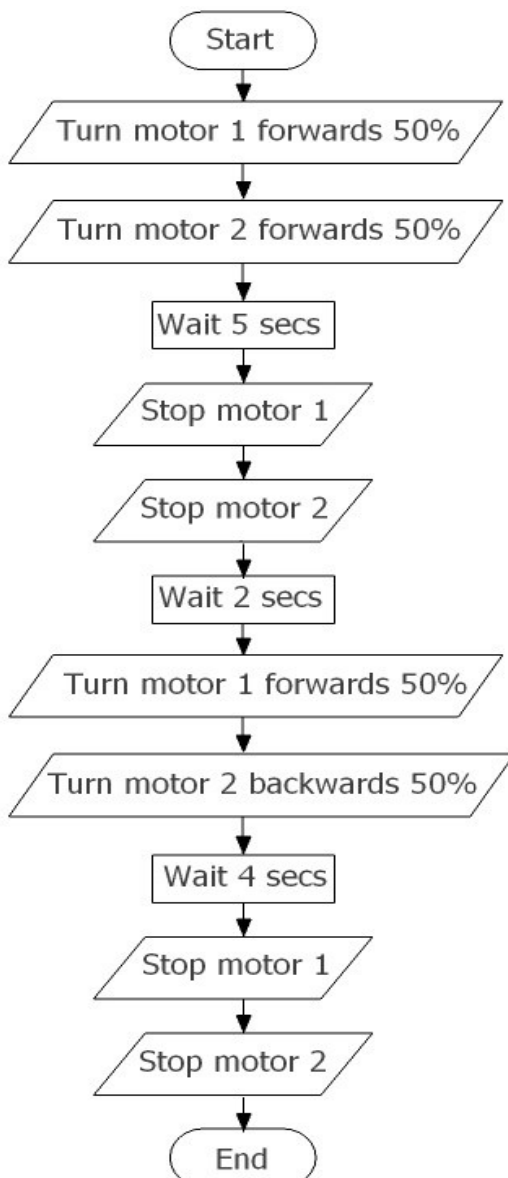 Start
Turn motor 1 forwards 50%
Turn motor 2 forwards 50%
Wait 5 secs
Stop motor 1
Stop motor 2
Wait 2 secs
Turn motor 1 forwards 50%
Turn motor 2 backwards 50%
Wait 4 secs
Stop motor 1
Stop motor 2
End